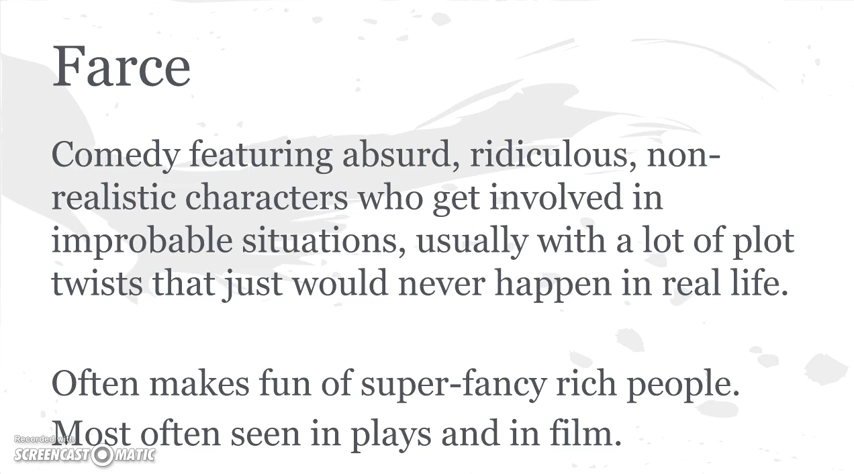 Farce
Comedy featuring absurd, ridiculous, non-
realistic characters who get involved in
improbable situations, usually with a lot of plot
twists that just would never happen in real life.
Often makes fun of super-fancy rich people.
Most often seen in plays and in film.
Recorded with
SCREENCAST-O-MATIC